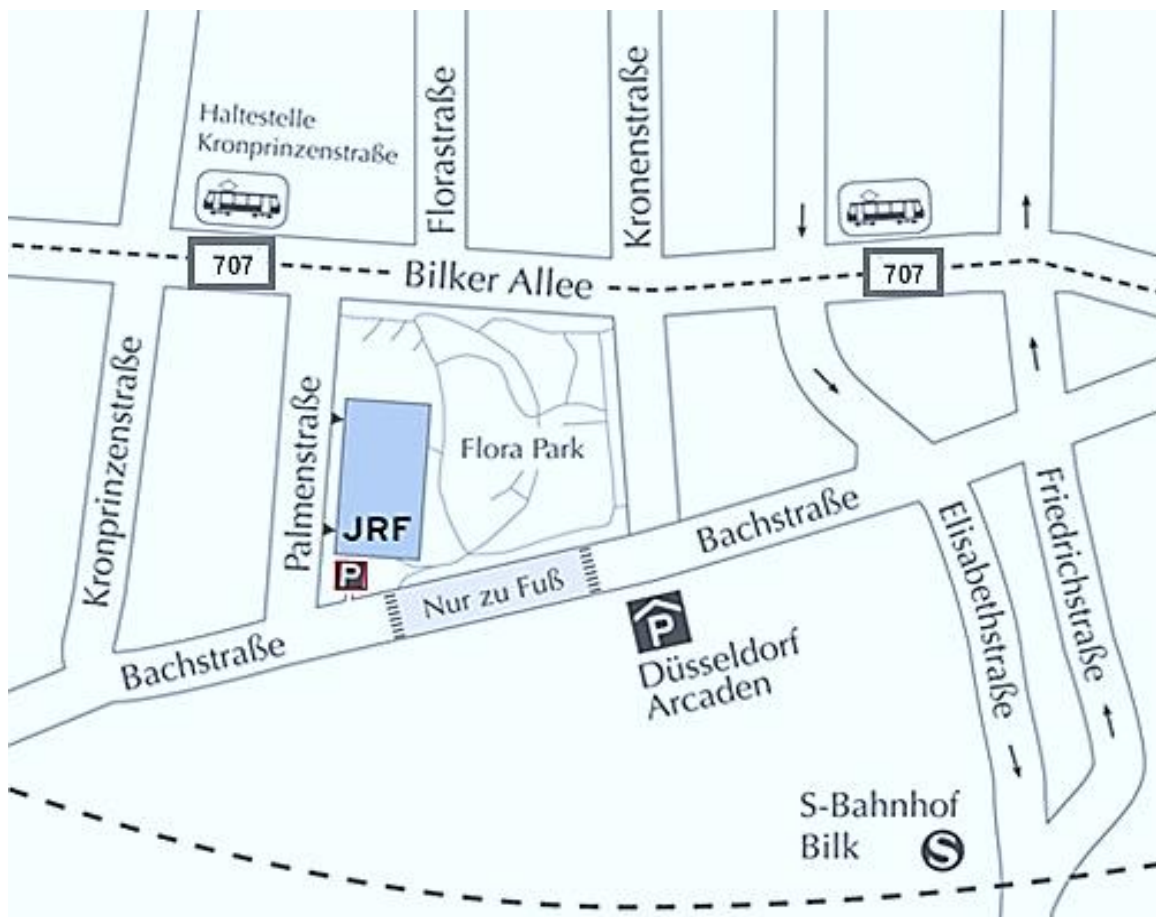 Haltestelle
Kronprinzenstraße
Florastraße
Kronenstraße
707
Bilker Allee
707
Kronprinzenstraße
Palmenstraße
Flora Park
JRF
P
Nur zu Fuß
Bachstraße
Bachstraße
P
Düsseldorf
Arcaden
Elisabethstraße
Friedrichstraße
S-Bahnhof
Bilk
S